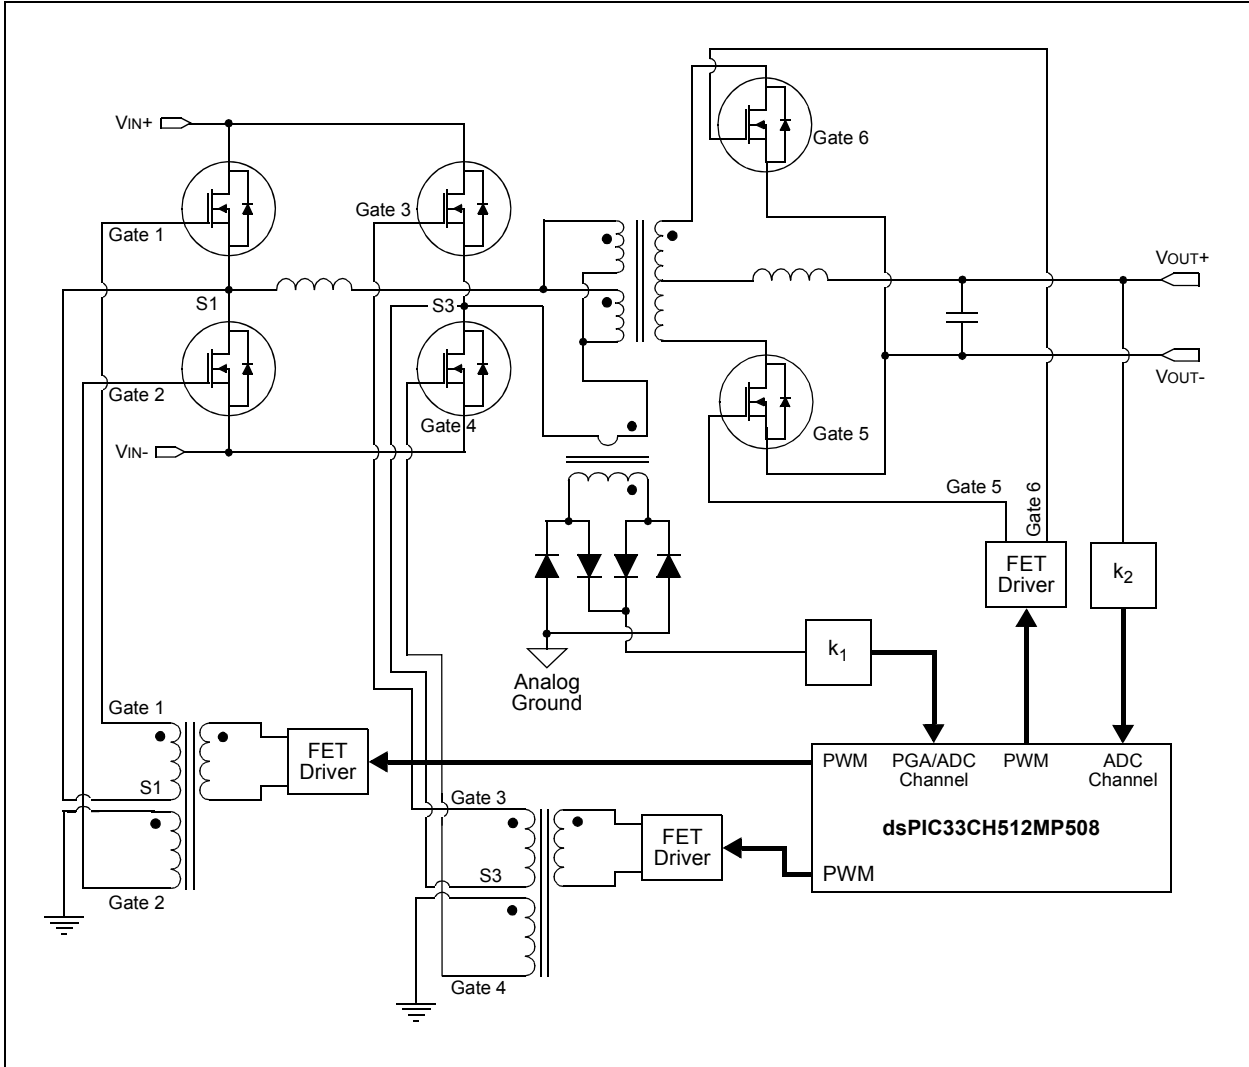 VIN+
Gate 6
Gate 3
Gate 1
VOUT+
S1
S3
VOUT-
Gate 2
Gate 4
Gate 5
VIN-
Gate 5
Gate 6
FET
Driver
k2
k1
Analog
Ground
Gate 1
FET
Driver
S1
PWM
PGA/ADC
Channel
PWM
ADC
Channel
Gate 3
dsPIC33CH512MP508
FET
Driver
S3
PWM
Gate 2
Gate 4